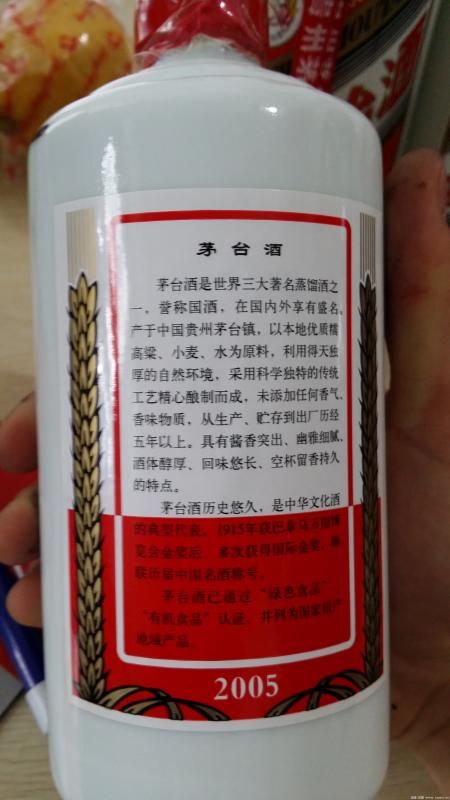 茅台酒
茅台酒是世界三大著名蒸馏酒之
一，誉称国酒，在国内外享有盛名。
产于中国贵州茅台镇，以本地优质糯
高粱、小麦、水为原料，利用得天独
厚的自然环境，采用科学独特的传统
工艺精心酿制而成，未添加任何香气、
香味物质，从生产、贮存到出厂历经
五年以上。具有酱香突出、幽雅细腻、
酒体醇厚、回味悠长、空杯留香持久
的特点。
茅台酒历史悠久，是中华文化酒
的典型代表。1915年获巴拿马万国博
览会金奖后，多次获得国际金奖，蝉
联历届中国名酒称号。
茅台酒已通过“绿色食品”
“有机食品”认证，并列为国家原产
地域产品。
2005
酒